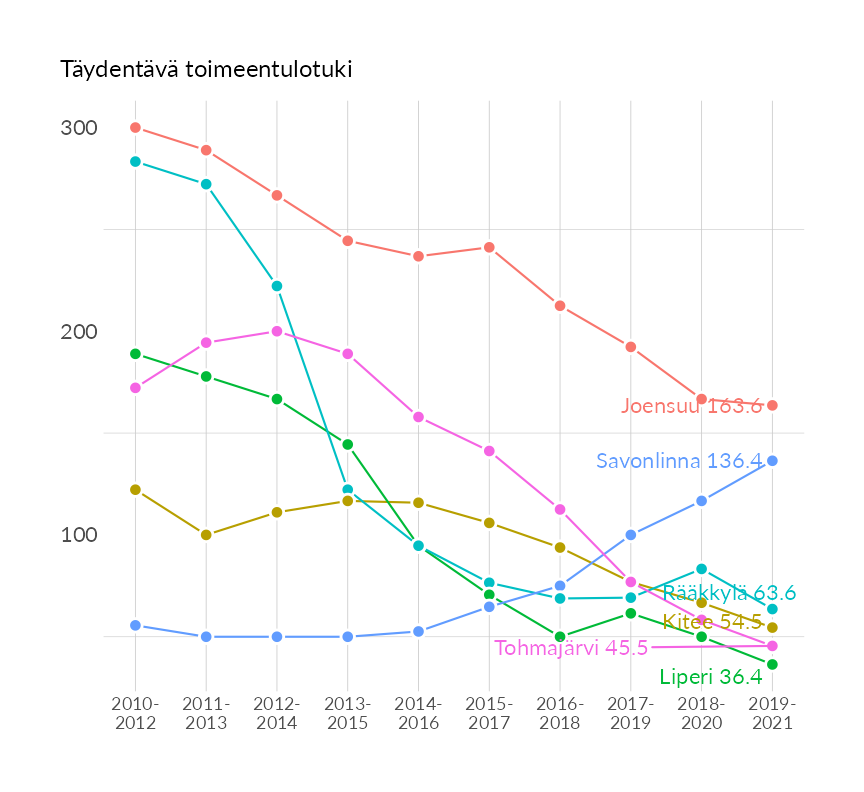 Täydentävä toimeentulotuki
300
200
100
Joensuu 163.6
Savonlinna 136.4
Rääkkylä 63.6
Kitee 54.5
Tohmajärvi 45.5
Liperi 36.4
2010- 2011- 2012- 2013- 2014- 2015- 2016- 2017- 2018- 2019-
2012 2013 2014 2015 2016 2017 2018 2019 2020 2021